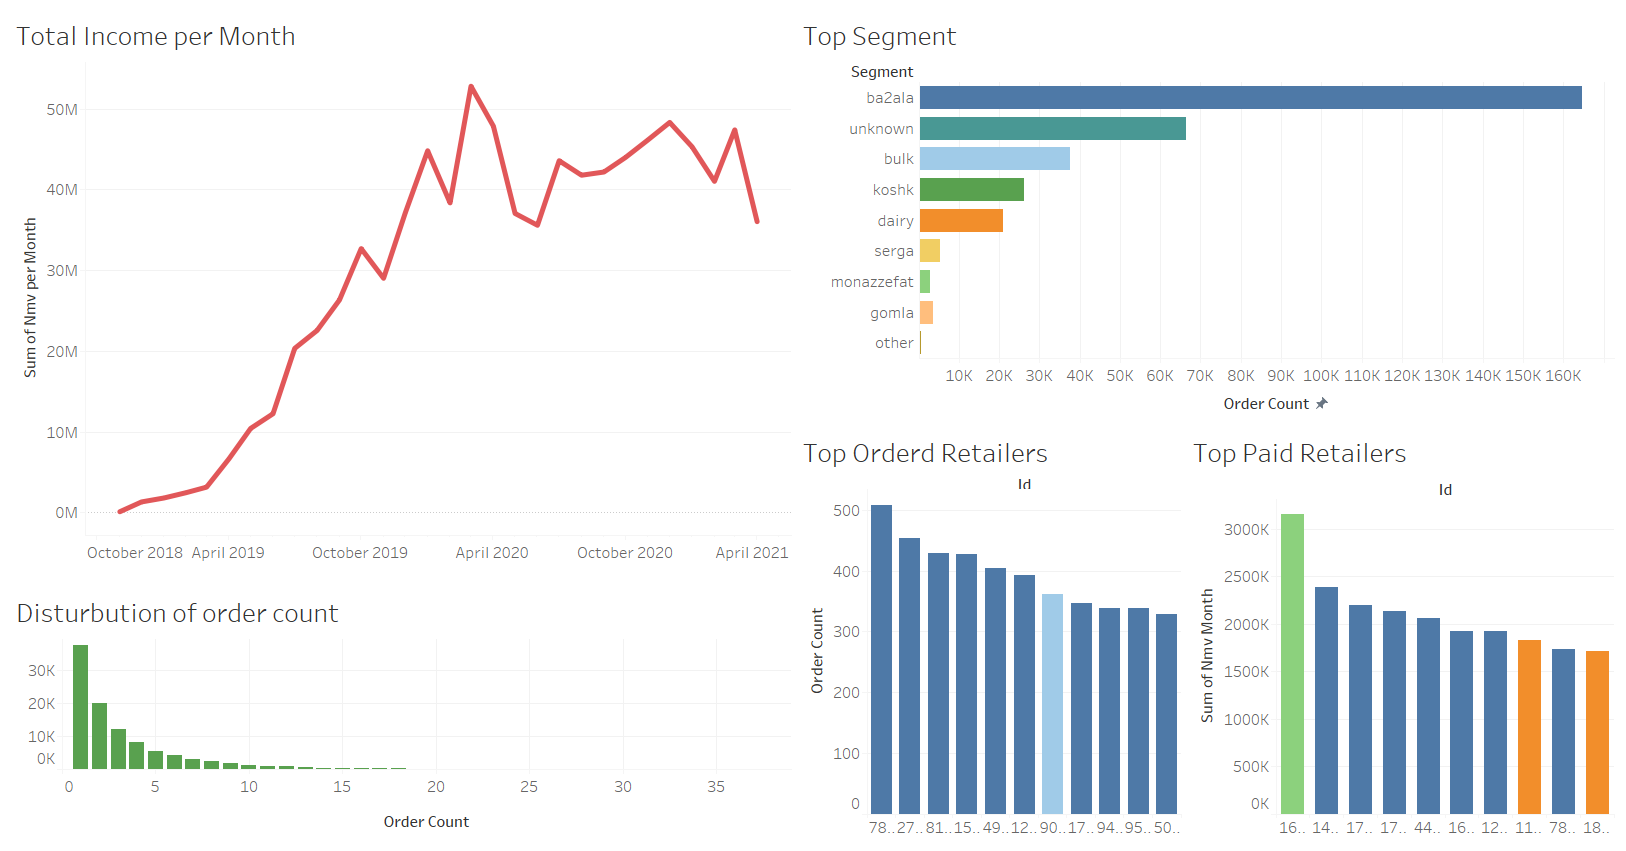 Total Income per Month
Sum of Nmv per Month
50M
40M
30M
20M
10M
0M
October 2018 April 2019 October 2019 April 2020 October 2020 April 2021
Disturbution of order count
30K
20K
10K
0K
0 5 10 15 20 25 30 35
Order Count
Top Segment
Segment
ba2ala
unknown
bulk
koshk
dairy
serga
monazzefat
gomla
other
10K 20K 30K 40K 50K 60K 70K 80K 90K 100K 110K 120K 130K 140K 150K 160K
Order Count
Top Orderd Retailers
Id
Order Count
500
400
300
200
100
0
78.. 27.. 81.. 15.. 49.. 12.. 90.. 17.. 94.. 95.. 50..
Top Paid Retailers
Id
Sum of Nmv Month
3000K
2500K
2000K
1500K
1000K
500K
0K
16.. 14.. 17.. 17.. 44.. 16.. 12.. 11.. 78.. 18..